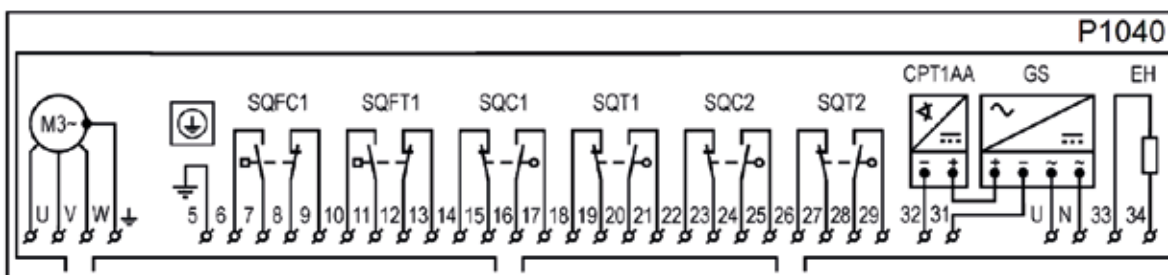 P1040
CPT1AA GS EH
SQFC1 SQFT1 SQC1 SQT1 SQC2 SQT2
M3~
− + + − ~ ~
U V W 5 6 7 8 9 10 11 12 13 14 15 16 17 18 19 20 21 22 23 24 25 26 27 28 29 32 31 U N 33 34